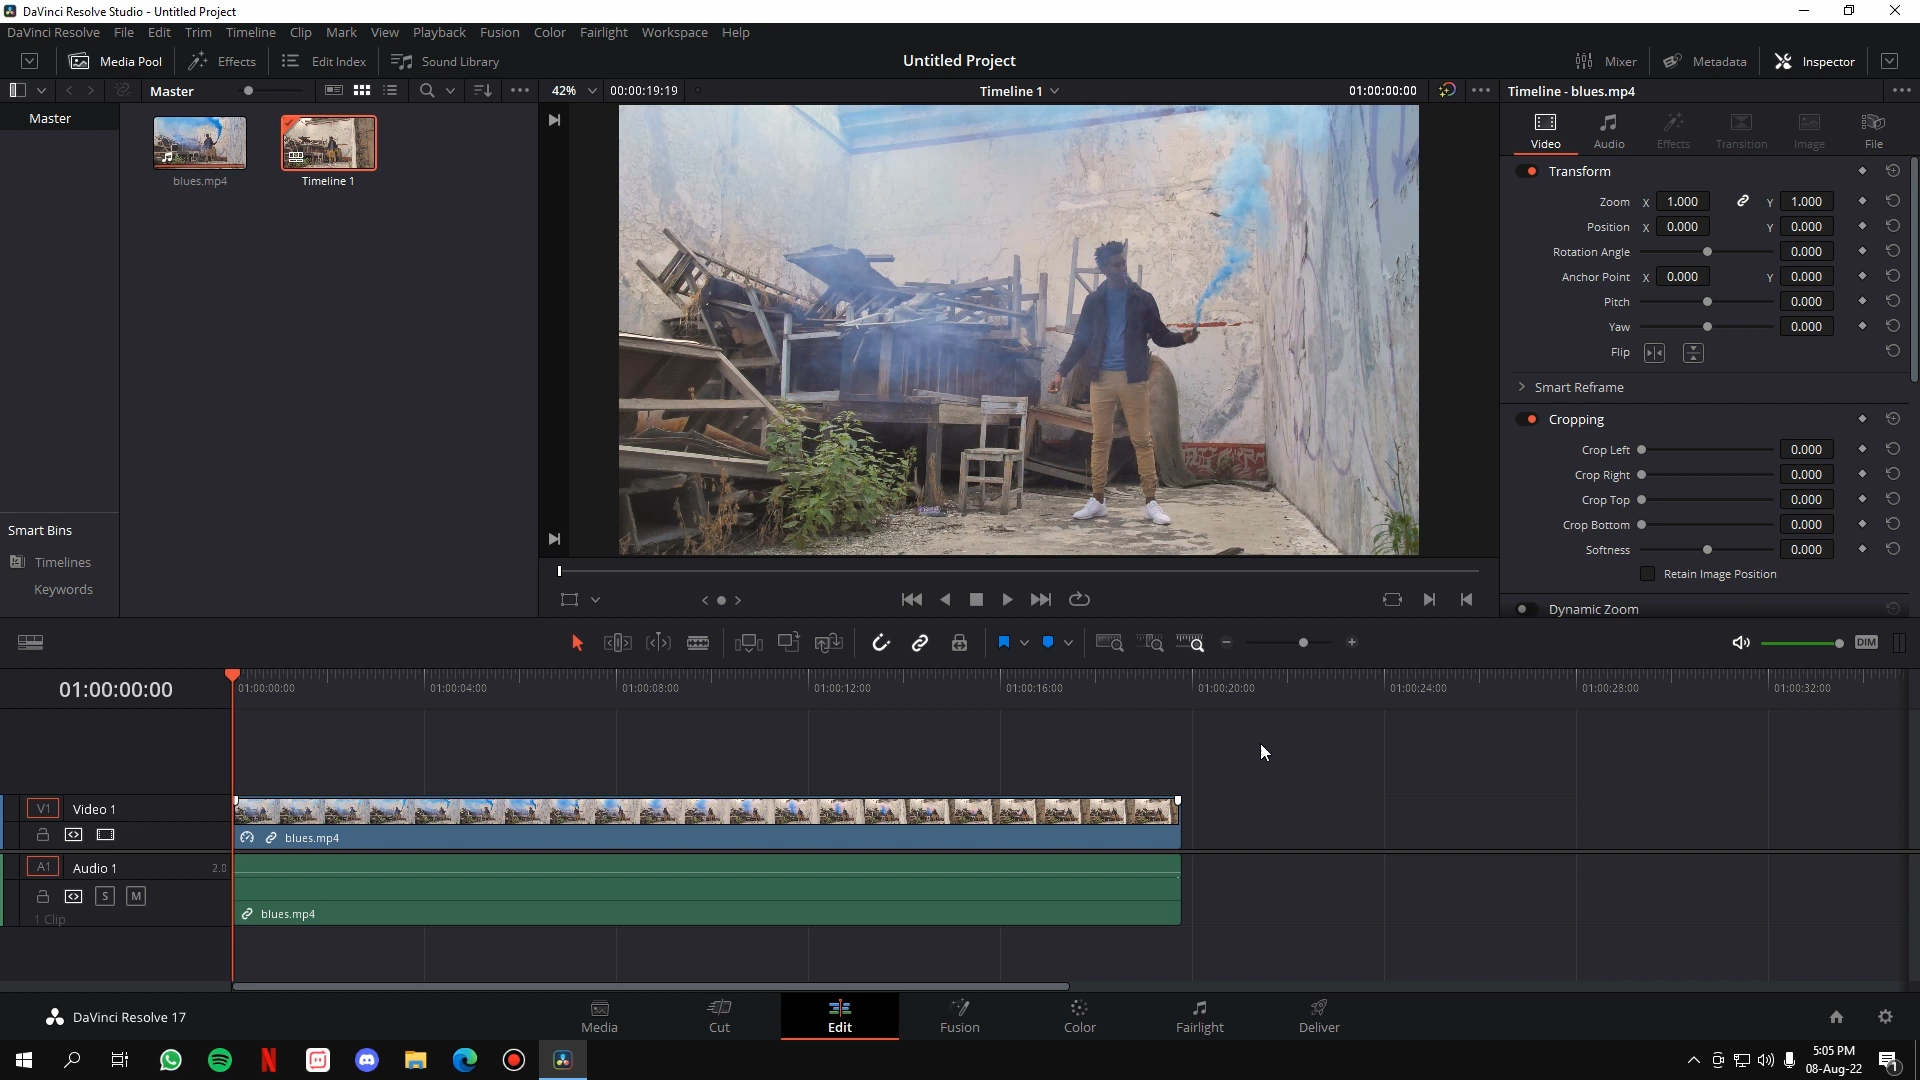 DaVinci Resolve Studio - Untitled Project
DaVinci Resolve File Edit Trim Timeline Clip Mark View Playback Fusion Color Fairlight Workspace Help
Media Pool Effects Edit Index Sound Library Untitled Project Mixer Metadata Inspector
Master 42% 00:00:19:19 Timeline 1 01:00:00:00 Timeline - blues.mp4
Master
blues.mp4 Timeline 1
Video Audio Effects Transition Image File
Transform
Zoom X 1.000 Y 1.000
Position X 0.000 Y 0.000
Rotation Angle 0.000
Anchor Point X 0.000 Y 0.000
Pitch 0.000
Yaw 0.000
Flip
Smart Reframe
Cropping
Crop Left 0.000
Crop Right 0.000
Crop Top 0.000
Crop Bottom 0.000
Softness 0.000
Retain Image Position
Dynamic Zoom
Smart Bins
Timelines
Keywords
DIM
01:00:00:00
01:00:00:00 01:00:04:00 01:00:08:00 01:00:12:00 01:00:16:00 01:00:20:00 01:00:24:00 01:00:28:00 01:00:32:00
V1 Video 1
blues.mp4
A1 Audio 1 2.0
S M
1 Clip
blues.mp4
DaVinci Resolve 17
Media Cut Edit Fusion Color Fairlight Deliver
5:05 PM
08-Aug-22
1